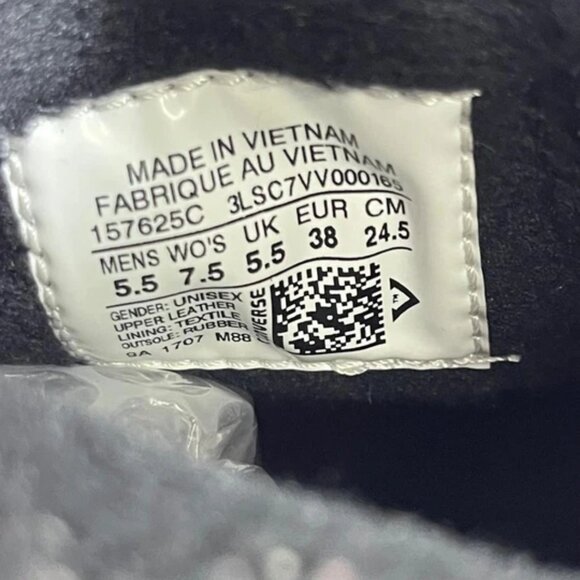 MADE IN VIETNAM
FABRIQUE AU VIETNAM
157625C 3LSC7VV000165
MENS WO'S UK EUR CM
5.5 7.5 5.5 38 24.5
GENDER: UNISEX
UPPER LEATHER
LINING: TEXTILE
OUTSOLE: RUBBER
SA 1707 M88
CONVERSE